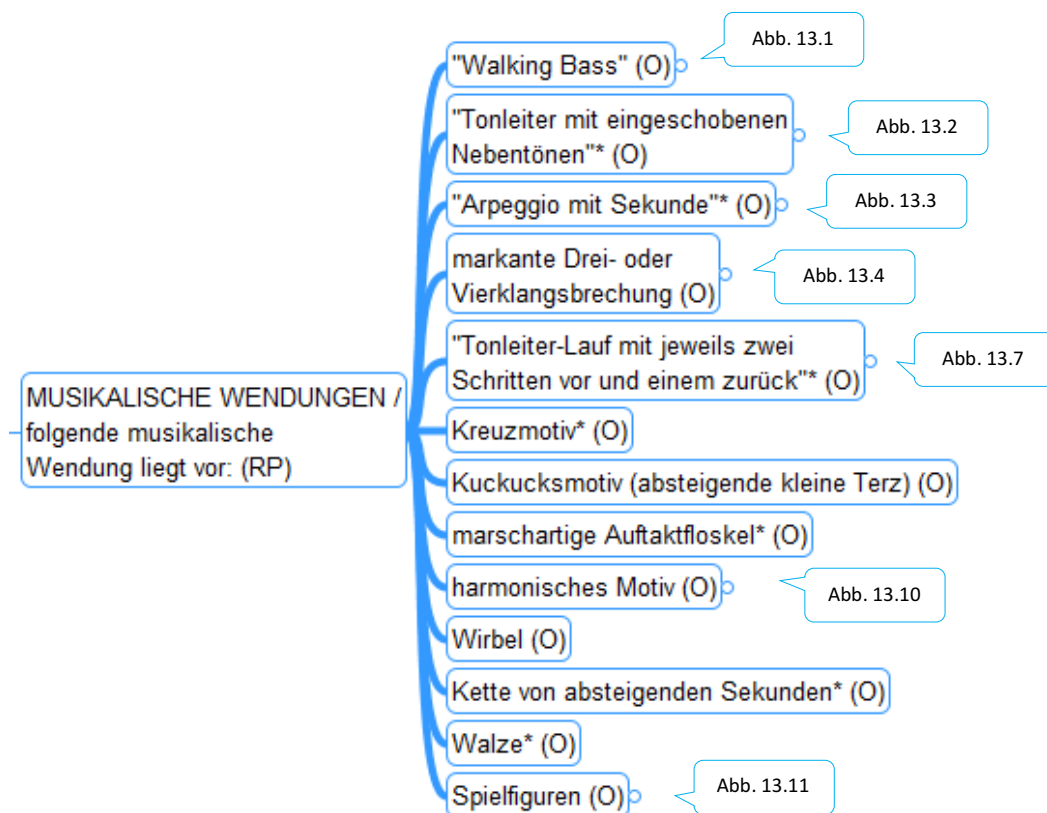 Abb. 13.1
"Walking Bass" (O)
"Tonleiter mit eingeschobenen
Nebentönen"* (O)
Abb. 13.2
"Arpeggio mit Sekunde"* (O)
Abb. 13.3
markante Drei- oder
Vierklangsbrechung (O)
Abb. 13.4
"Tonleiter-Lauf mit jeweils zwei
Schritten vor und einem zurück"* (O)
Abb. 13.7
MUSIKALISCHE WENDUNGEN /
folgende musikalische
Wendung liegt vor: (RP)
Kreuzmotiv* (O)
Kuckucksmotiv (absteigende kleine Terz) (O)
marschartige Auftaktfloskel* (O)
harmonisches Motiv (O)
Abb. 13.10
Wirbel (O)
Kette von absteigenden Sekunden* (O)
Walze* (O)
Spielfiguren (O)
Abb. 13.11